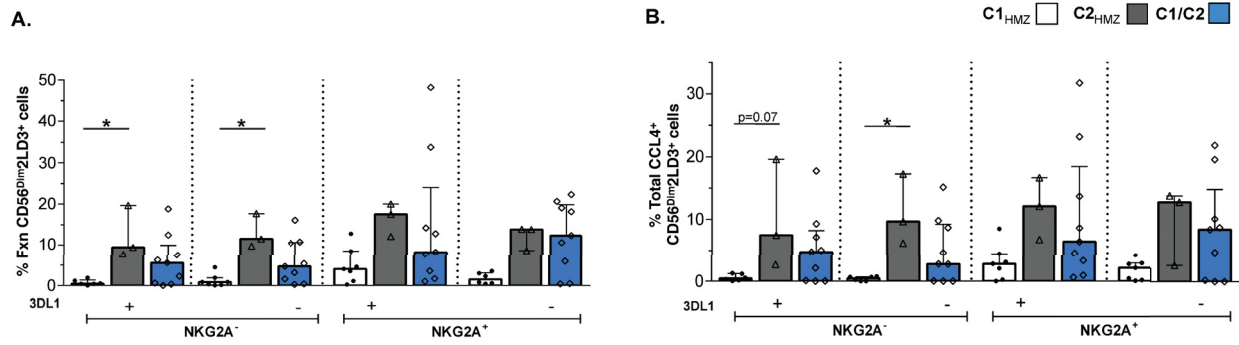 C1HMZ C2HMZ C1/C2
A.
% Fxn CD56Dim2LD3+ cells
50
40
30
20
10
0
*
*
3DL1 + - + -
NKG2A- NKG2A+
B.
% Total CCL4+
CD56Dim2LD3+ cells
30
20
10
0
p=0.07
*
3DL1 + - + -
NKG2A- NKG2A+